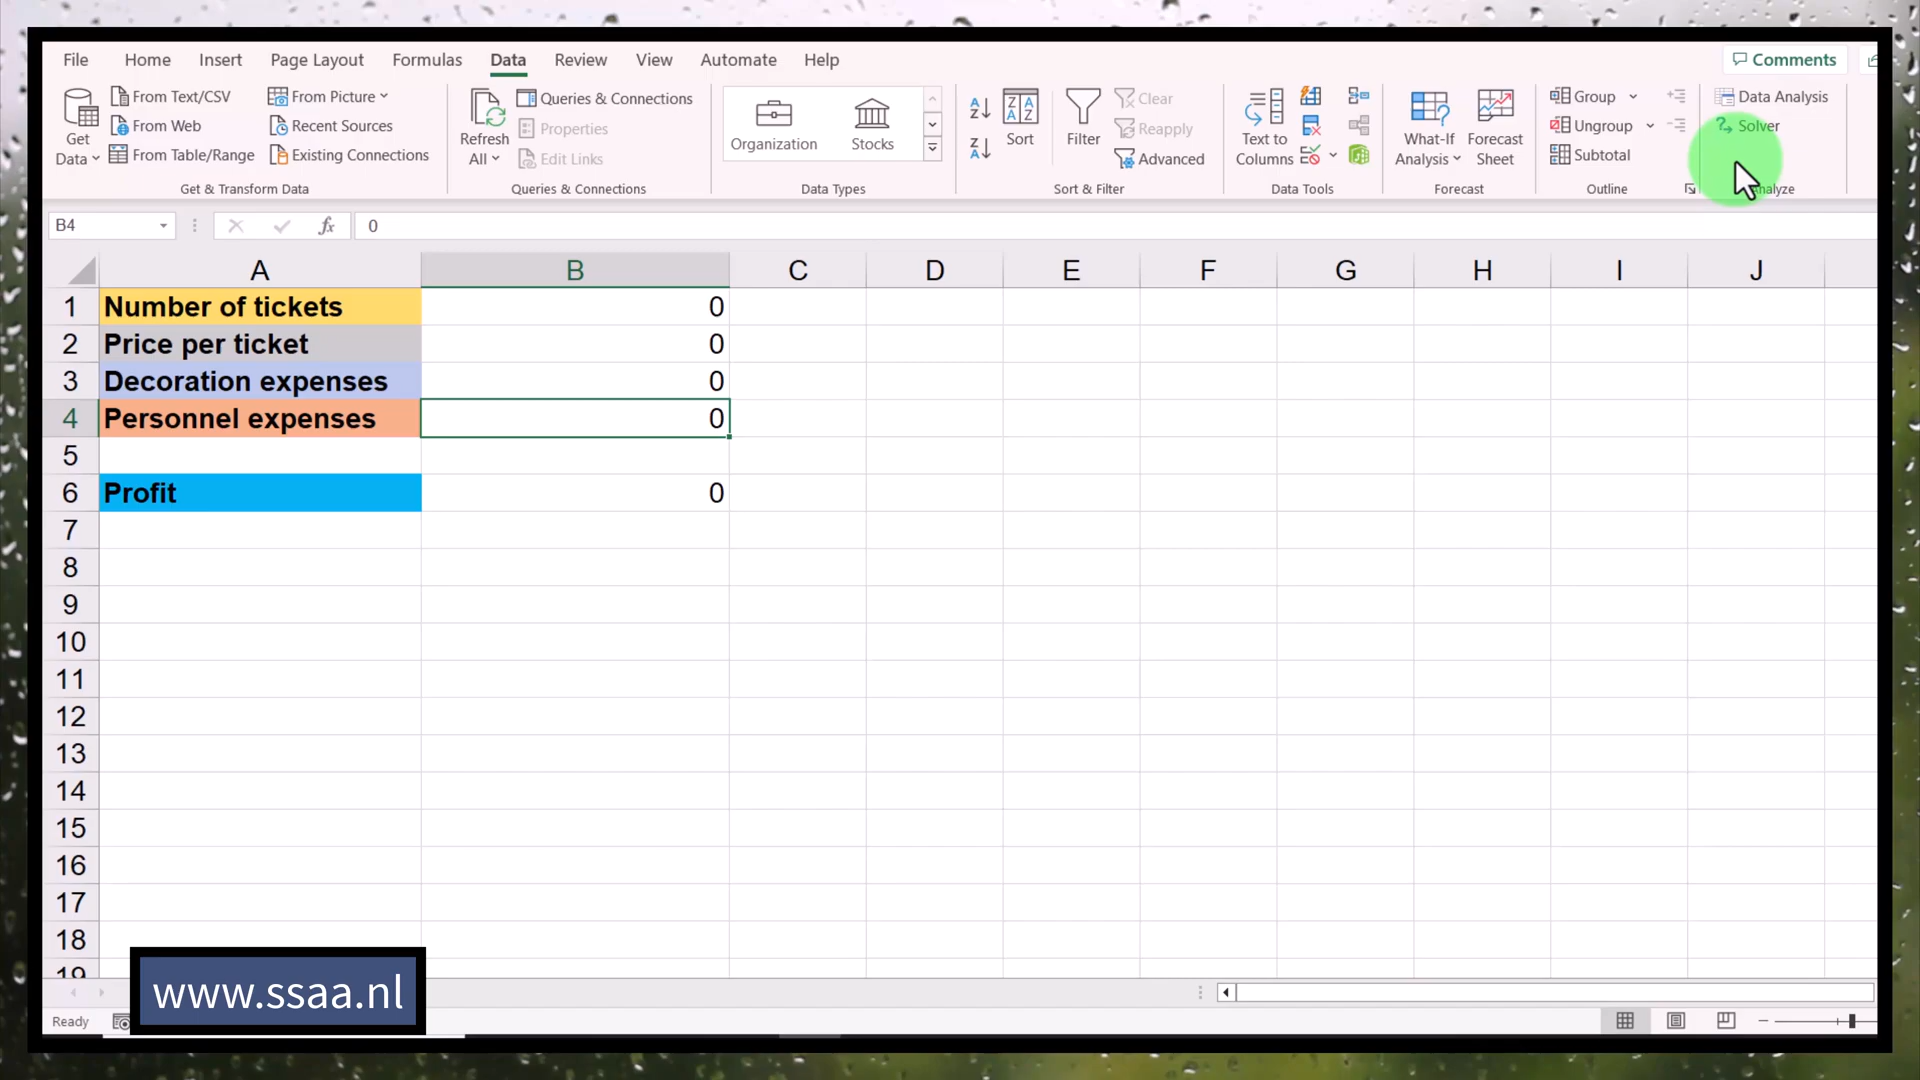 File Home Insert Page Layout Formulas Data Review View Automate Help Comments
Get Data
From Text/CSV
From Web
From Table/Range
From Picture
Recent Sources
Existing Connections
Get & Transform Data
Refresh All
Queries & Connections
Properties
Edit Links
Queries & Connections
Organization Stocks
Data Types
Sort
Filter
Clear
Reapply
Advanced
Sort & Filter
Text to Columns
Data Tools
What-If Analysis
Forecast Sheet
Forecast
Group
Ungroup
Subtotal
Outline
Data Analysis
Solver
B4 fx 0
A B C D E F G H I J
1 Number of tickets 0
2 Price per ticket 0
3 Decoration expenses 0
4 Personnel expenses 0
5
6 Profit 0
7
8
9
10
11
12
13
14
15
16
17
18
19
www.ssaa.nl
Ready